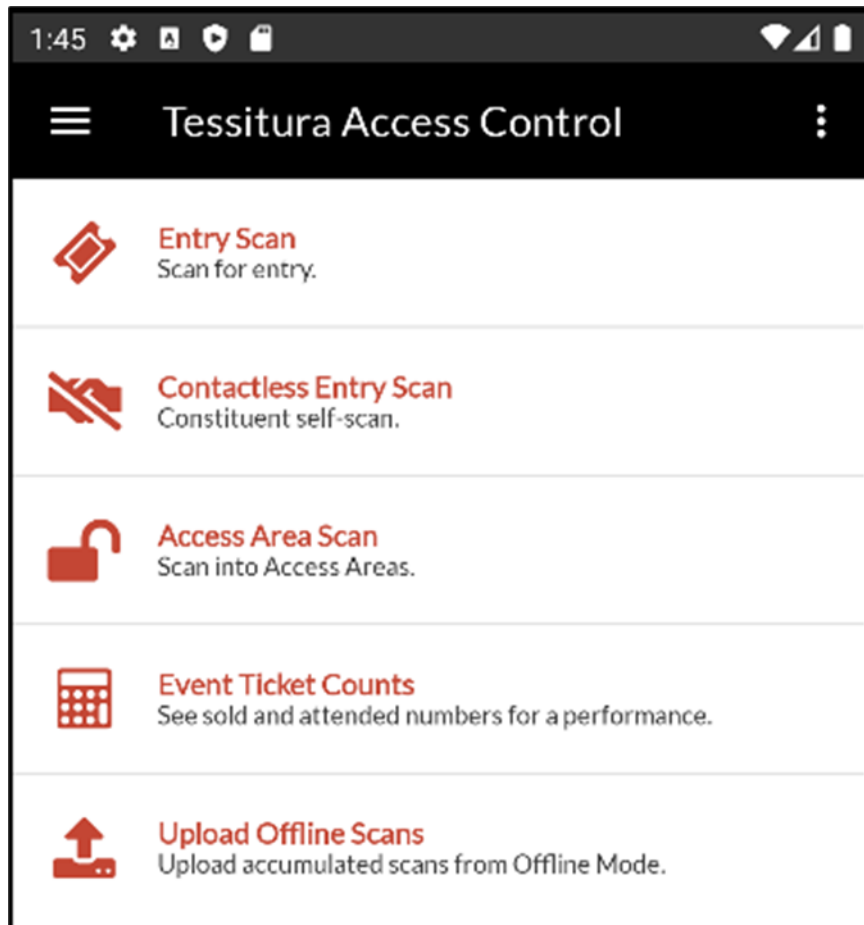 1:45
Tessitura Access Control
Entry Scan
Scan for entry.
Contactless Entry Scan
Constituent self-scan.
Access Area Scan
Scan into Access Areas.
Event Ticket Counts
See sold and attended numbers for a performance.
Upload Offline Scans
Upload accumulated scans from Offline Mode.